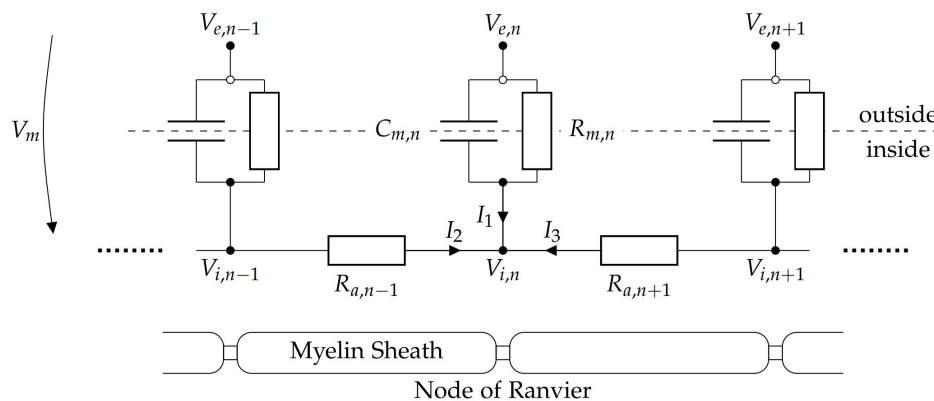 V_{e,n−1} V_{e,n} V_{e,n+1}
V_m C_{m,n} R_{m,n} outside
inside
I_1
I_2 I_3
V_{i,n−1} V_{i,n} V_{i,n+1}
R_{a,n−1} R_{a,n+1}
Myelin Sheath
Node of Ranvier